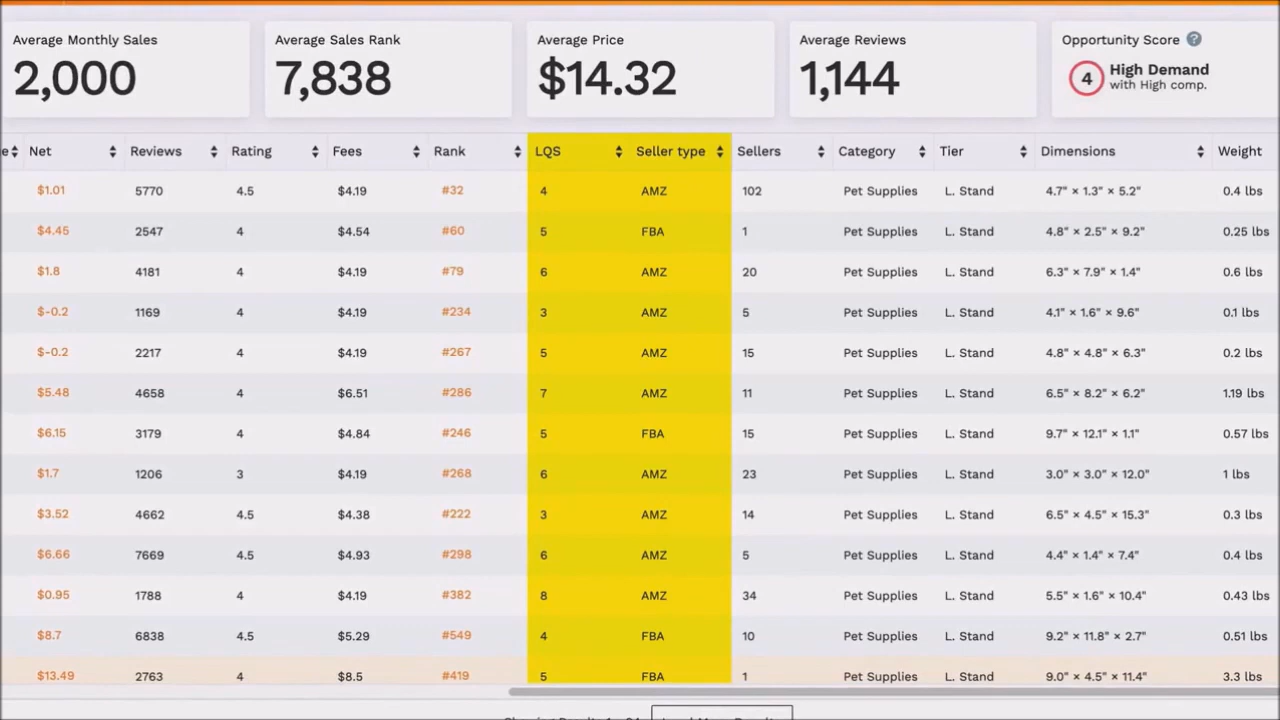 Average Monthly Sales Average Sales Rank Average Price Average Reviews Opportunity Score ?
2,000 7,838 $14.32 1,144 4 High Demand with High comp.
e Net Reviews Rating Fees Rank LQS Seller type Sellers Category Tier Dimensions Weight
$1.01 5770 4.5 $4.19 #32 4 AMZ 102 Pet Supplies L. Stand 4.7" × 1.3" × 5.2" 0.4 lbs
$4.45 2547 4 $4.54 #60 5 FBA 1 Pet Supplies L. Stand 4.8" × 2.5" × 9.2" 0.25 lbs
$1.8 4181 4 $4.19 #79 6 AMZ 20 Pet Supplies L. Stand 6.3" × 7.9" × 1.4" 0.6 lbs
$-0.2 1169 4 $4.19 #234 3 AMZ 5 Pet Supplies L. Stand 4.1" × 1.6" × 9.6" 0.1 lbs
$-0.2 2217 4 $4.19 #267 5 AMZ 15 Pet Supplies L. Stand 4.8" × 4.8" × 6.3" 0.2 lbs
$5.48 4658 4 $6.51 #286 7 AMZ 11 Pet Supplies L. Stand 6.5" × 8.2" × 6.2" 1.19 lbs
$6.15 3179 4 $4.84 #246 5 FBA 15 Pet Supplies L. Stand 9.7" × 12.1" × 1.1" 0.57 lbs
$1.7 1206 3 $4.19 #268 6 AMZ 23 Pet Supplies L. Stand 3.0" × 3.0" × 12.0" 1 lbs
$3.52 4662 4.5 $4.38 #222 3 AMZ 14 Pet Supplies L. Stand 6.5" × 4.5" × 15.3" 0.3 lbs
$6.66 7669 4.5 $4.93 #298 6 AMZ 5 Pet Supplies L. Stand 4.4" × 1.4" × 7.4" 0.4 lbs
$0.95 1788 4 $4.19 #382 8 AMZ 34 Pet Supplies L. Stand 5.5" × 1.6" × 10.4" 0.43 lbs
$8.7 6838 4.5 $5.29 #549 4 FBA 10 Pet Supplies L. Stand 9.2" × 11.8" × 2.7" 0.51 lbs
$13.49 2763 4 $8.5 #419 5 FBA 1 Pet Supplies L. Stand 9.0" × 4.5" × 11.4" 3.3 lbs